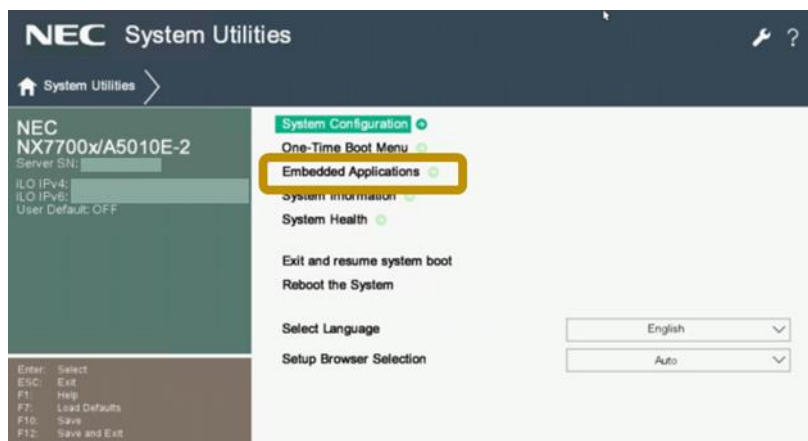 NEC System Utilities
?
System Utilities
NEC
NX7700x/A5010E-2
Server SN:
iLO IPv4:
iLO IPv6:
User Default: OFF
System Configuration
One-Time Boot Menu
Embedded Applications
System Information
System Health
Exit and resume system boot
Reboot the System
Select Language English
Setup Browser Selection Auto
Enter: Select
ESC: Exit
F1: Help
F7: Load Defaults
F10: Save
F12: Save and Exit